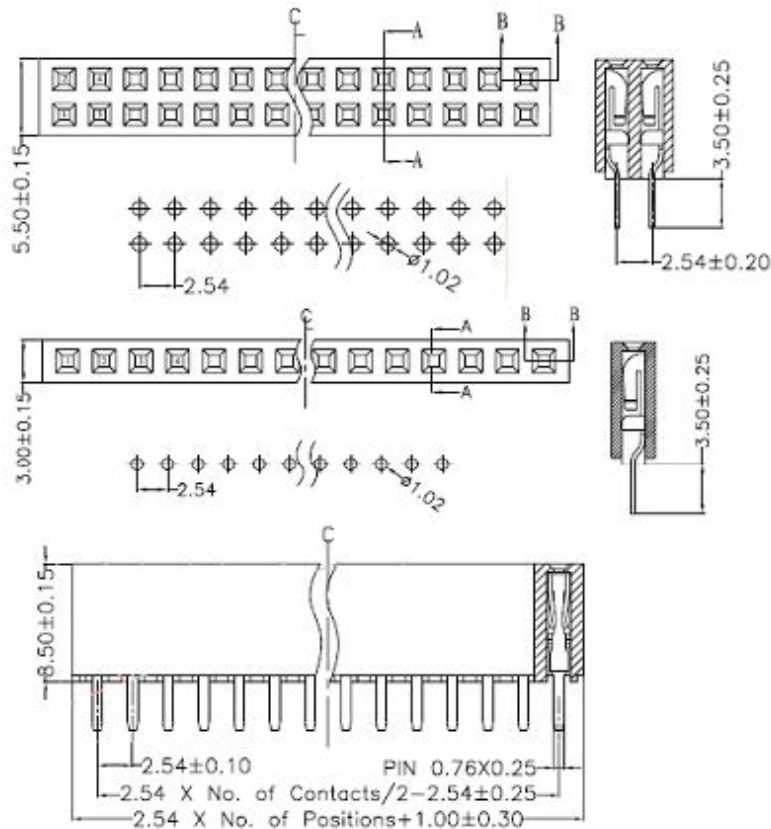 C
A
B
B
5.50±0.15
A
3.50±0.25
2.54±0.20
2.54
ø1.02
C
A
B
B
3.00±0.15
A
3.50±0.25
2.54
ø1.02
C
8.50±0.15
2.54±0.10
PIN 0.76X0.25
2.54 X No. of Contacts/2-2.54±0.25
2.54 X No. of Positions+1.00±0.30